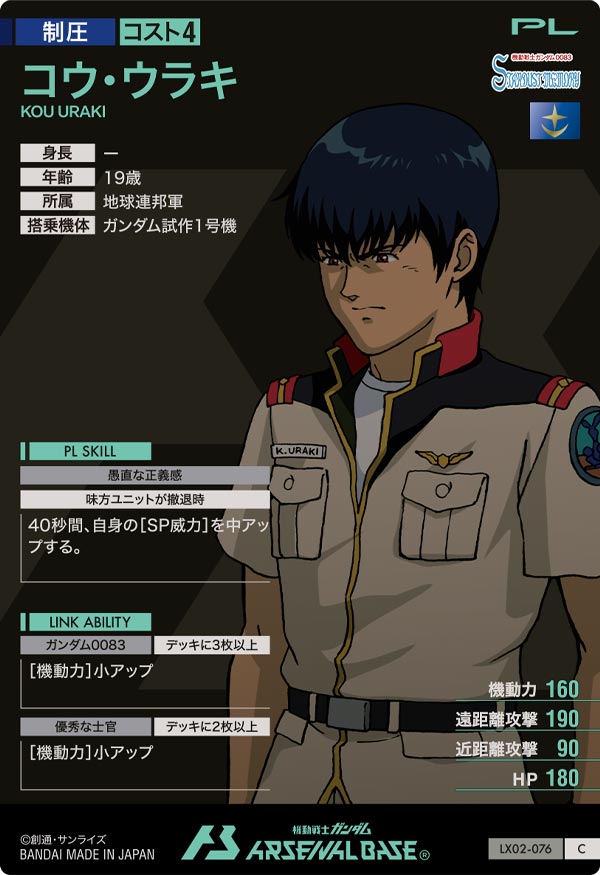 制圧 コスト4 PL
コウ・ウラキ
KOU URAKI
機動戦士ガンダム0083
STARDUST MEMORY
身長 ー
年齢 19歳
所属 地球連邦軍
搭乗機体 ガンダム試作1号機
K.URAKI
PL SKILL
愚直な正義感
味方ユニットが撤退時
40秒間、自身の[SP威力]を中アッ
プする。
LINK ABILITY
ガンダム0083 デッキに3枚以上
[機動力]小アップ
優秀な士官 デッキに2枚以上
[機動力]小アップ
機動力 160
遠距離攻撃 190
近距離攻撃 90
HP 180
©創通・サンライズ
BANDAI MADE IN JAPAN
機動戦士ガンダム
AB ARSENAL BASE®
LX02-076 C